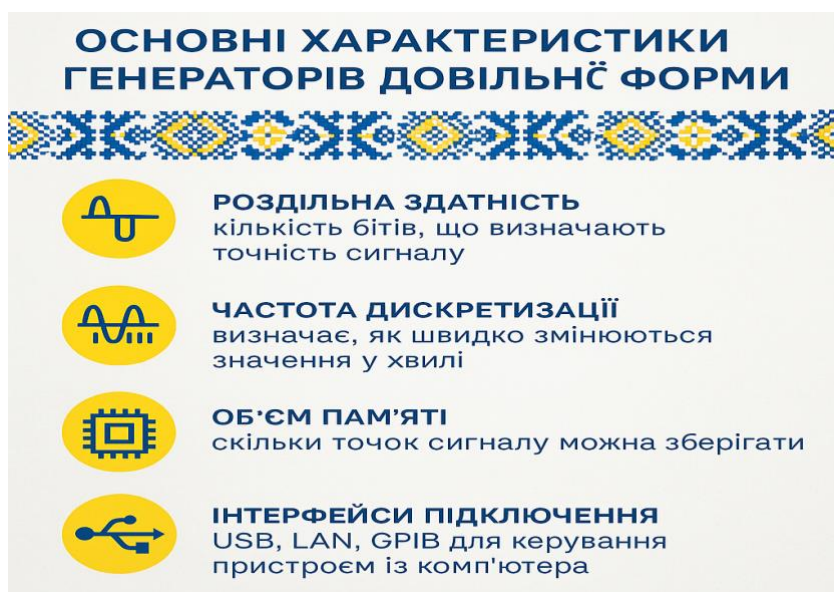 ОСНОВНІ ХАРАКТЕРИСТИКИ
ГЕНЕРАТОРІВ ДОВІЛЬНС̈ ФОРМИ
РОЗДІЛЬНА ЗДАТНІСТЬ
кількість бітів, що визначають
точність сигналу
ЧАСТОТА ДИСКРЕТИЗАЦІЇ
визначає, як швидко змінюються
значення у хвилі
ОБ'ЄМ ПАМ'ЯТІ
скільки точок сигналу можна зберігати
ІНТЕРФЕЙСИ ПІДКЛЮЧЕННЯ
USB, LAN, GPIB для керування
пристроєм із комп'ютера